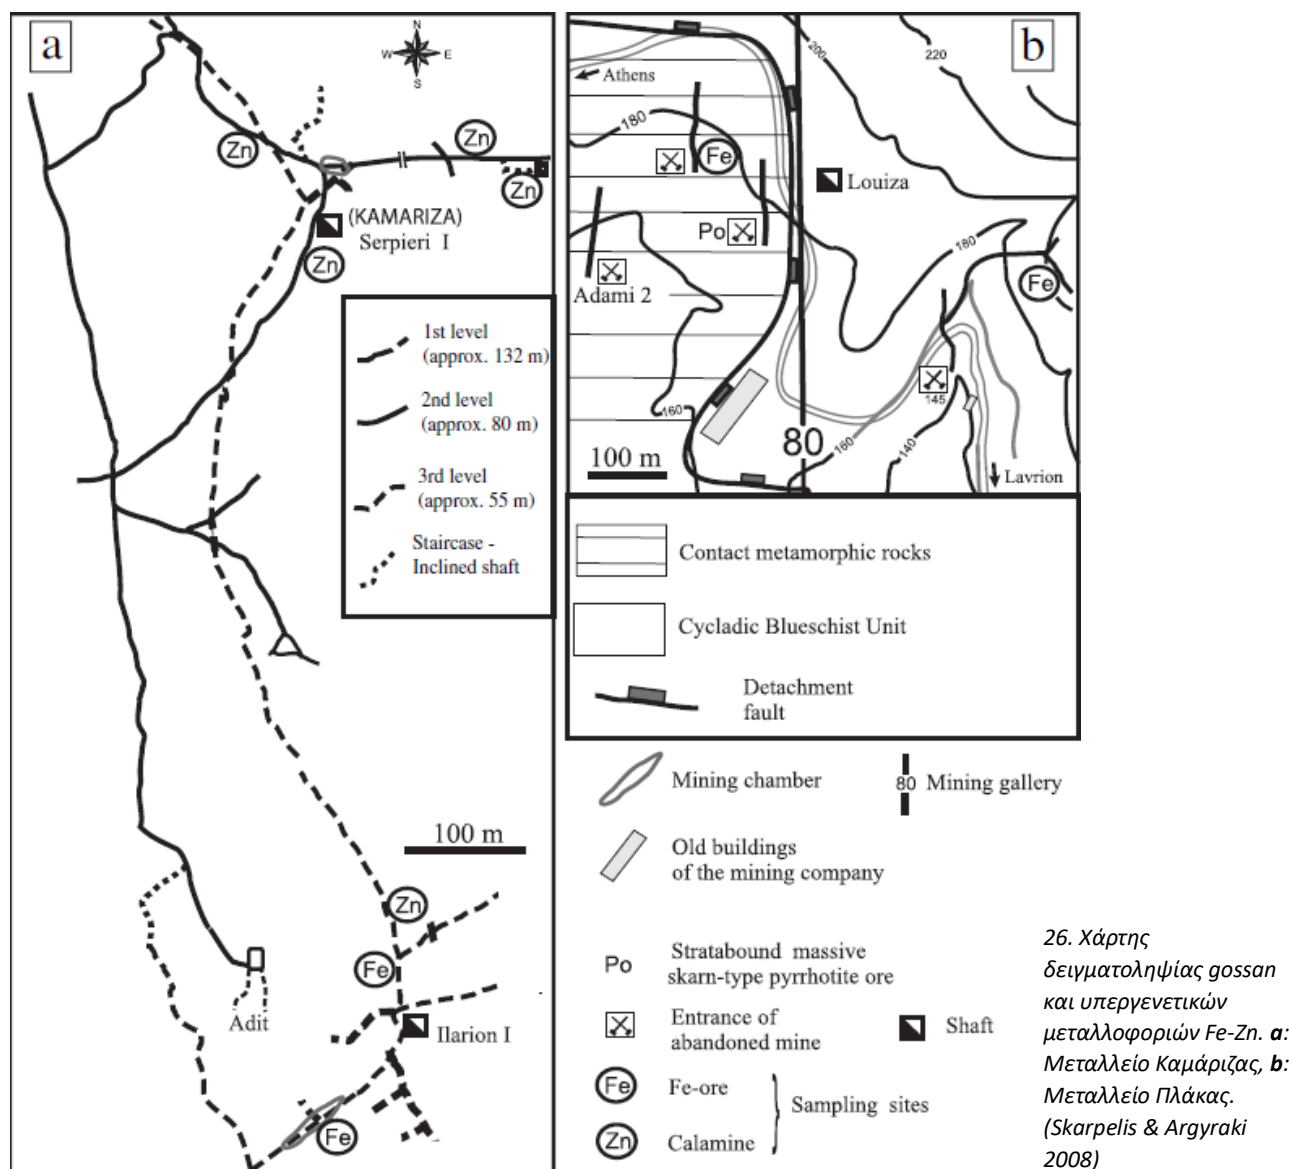 a
N
W E
S
Zn
Zn
Zn
(KAMARIZA)
Serpieri I
Zn
1st level
(approx. 132 m)
2nd level
(approx. 80 m)
3rd level
(approx. 55 m)
Staircase -
Inclined shaft
100 m
Zn
Fe
Adit
Ilarion I
Fe
b
200
220
Athens
180
Fe
Louiza
Po
180
Fe
Adami 2
145
160
80
160
140
100 m
Lavrion
Contact metamorphic rocks
Cycladic Blueschist Unit
Detachment
fault
Mining chamber
80 Mining gallery
Old buildings
of the mining company
Po Stratabound massive
skarn-type pyrrhotite ore
Entrance of
abandoned mine
Shaft
Fe Fe-ore
Sampling sites
Zn Calamine
26. Χάρτης
δειγματοληψίας gossan
και υπεργενετικών
μεταλλοφοριών Fe-Zn. a:
Μεταλλείο Καμάριζας, b:
Μεταλλείο Πλάκας.
(Skarpelis & Argyraki
2008)